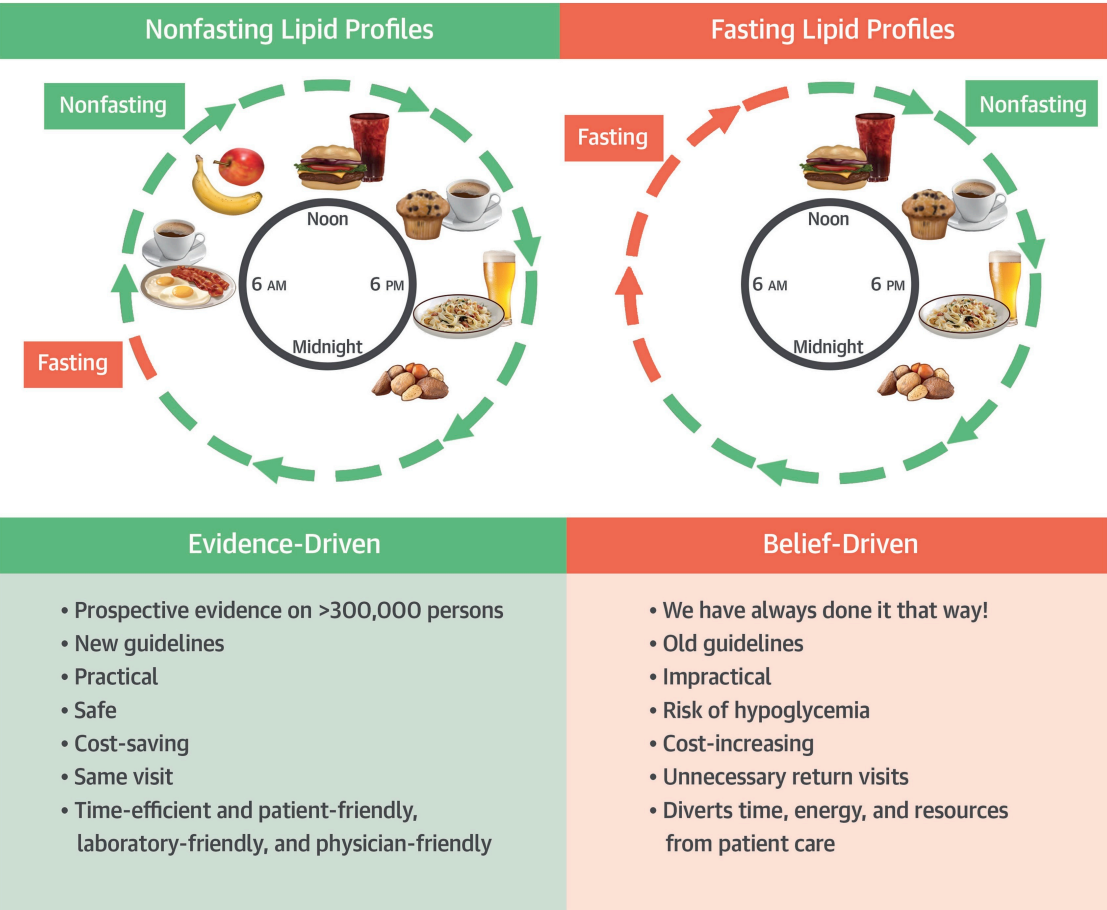 Nonfasting Lipid Profiles
Nonfasting
Noon
6 AM
6 PM
Midnight
Fasting
Fasting Lipid Profiles
Nonfasting
Fasting
Noon
6 AM
6 PM
Midnight
Evidence-Driven
• Prospective evidence on >300,000 persons
• New guidelines
• Practical
• Safe
• Cost-saving
• Same visit
• Time-efficient and patient-friendly,
laboratory-friendly, and physician-friendly
Belief-Driven
• We have always done it that way!
• Old guidelines
• Impractical
• Risk of hypoglycemia
• Cost-increasing
• Unnecessary return visits
• Diverts time, energy, and resources
from patient care